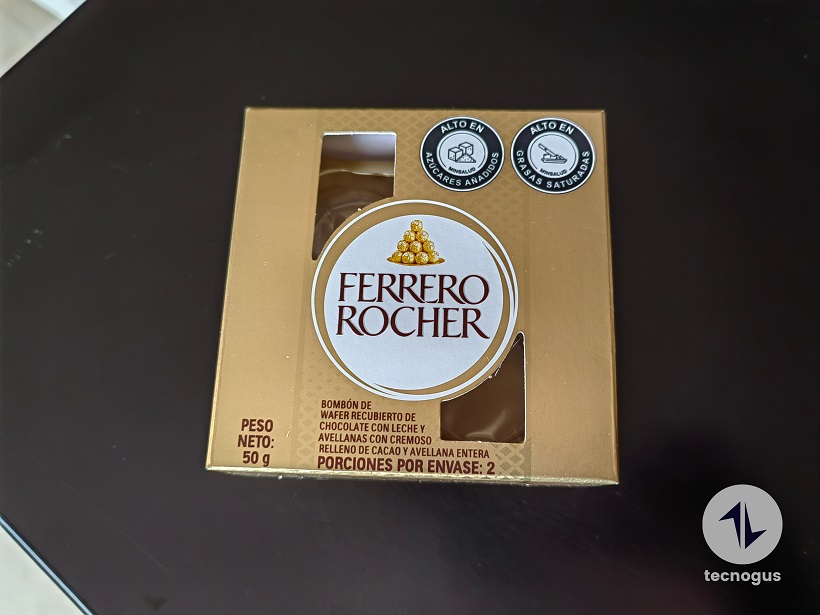 ALTO EN
AZÚCARES AÑADIDOS
MINSALUD
ALTO EN
GRASAS SATURADAS
MINSALUD
FERRERO
ROCHER
PESO
NETO:
50 g
BOMBÓN DE
WAFER RECUBIERTO DE
CHOCOLATE CON LECHE Y
AVELLANAS CON CREMOSO
RELLENO DE CACAO Y AVELLANA ENTERA
PORCIONES POR ENVASE: 2
tecnogus